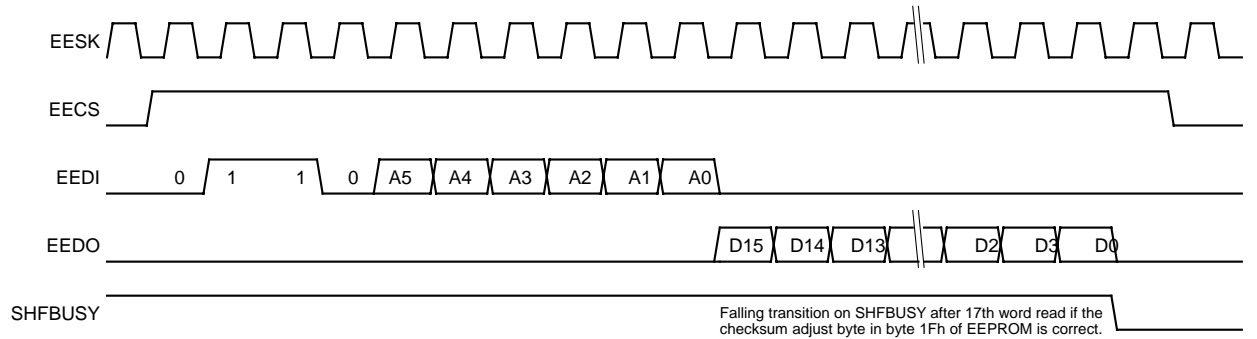 EESK
EECS
EEDI 0 1 1 0 A5 A4 A3 A2 A1 A0
EEDO D15 D14 D13 D2 D3 D0
SHFBUSY
Falling transition on SHFBUSY after 17th word read if the
checksum adjust byte in byte 1Fh of EEPROM is correct.